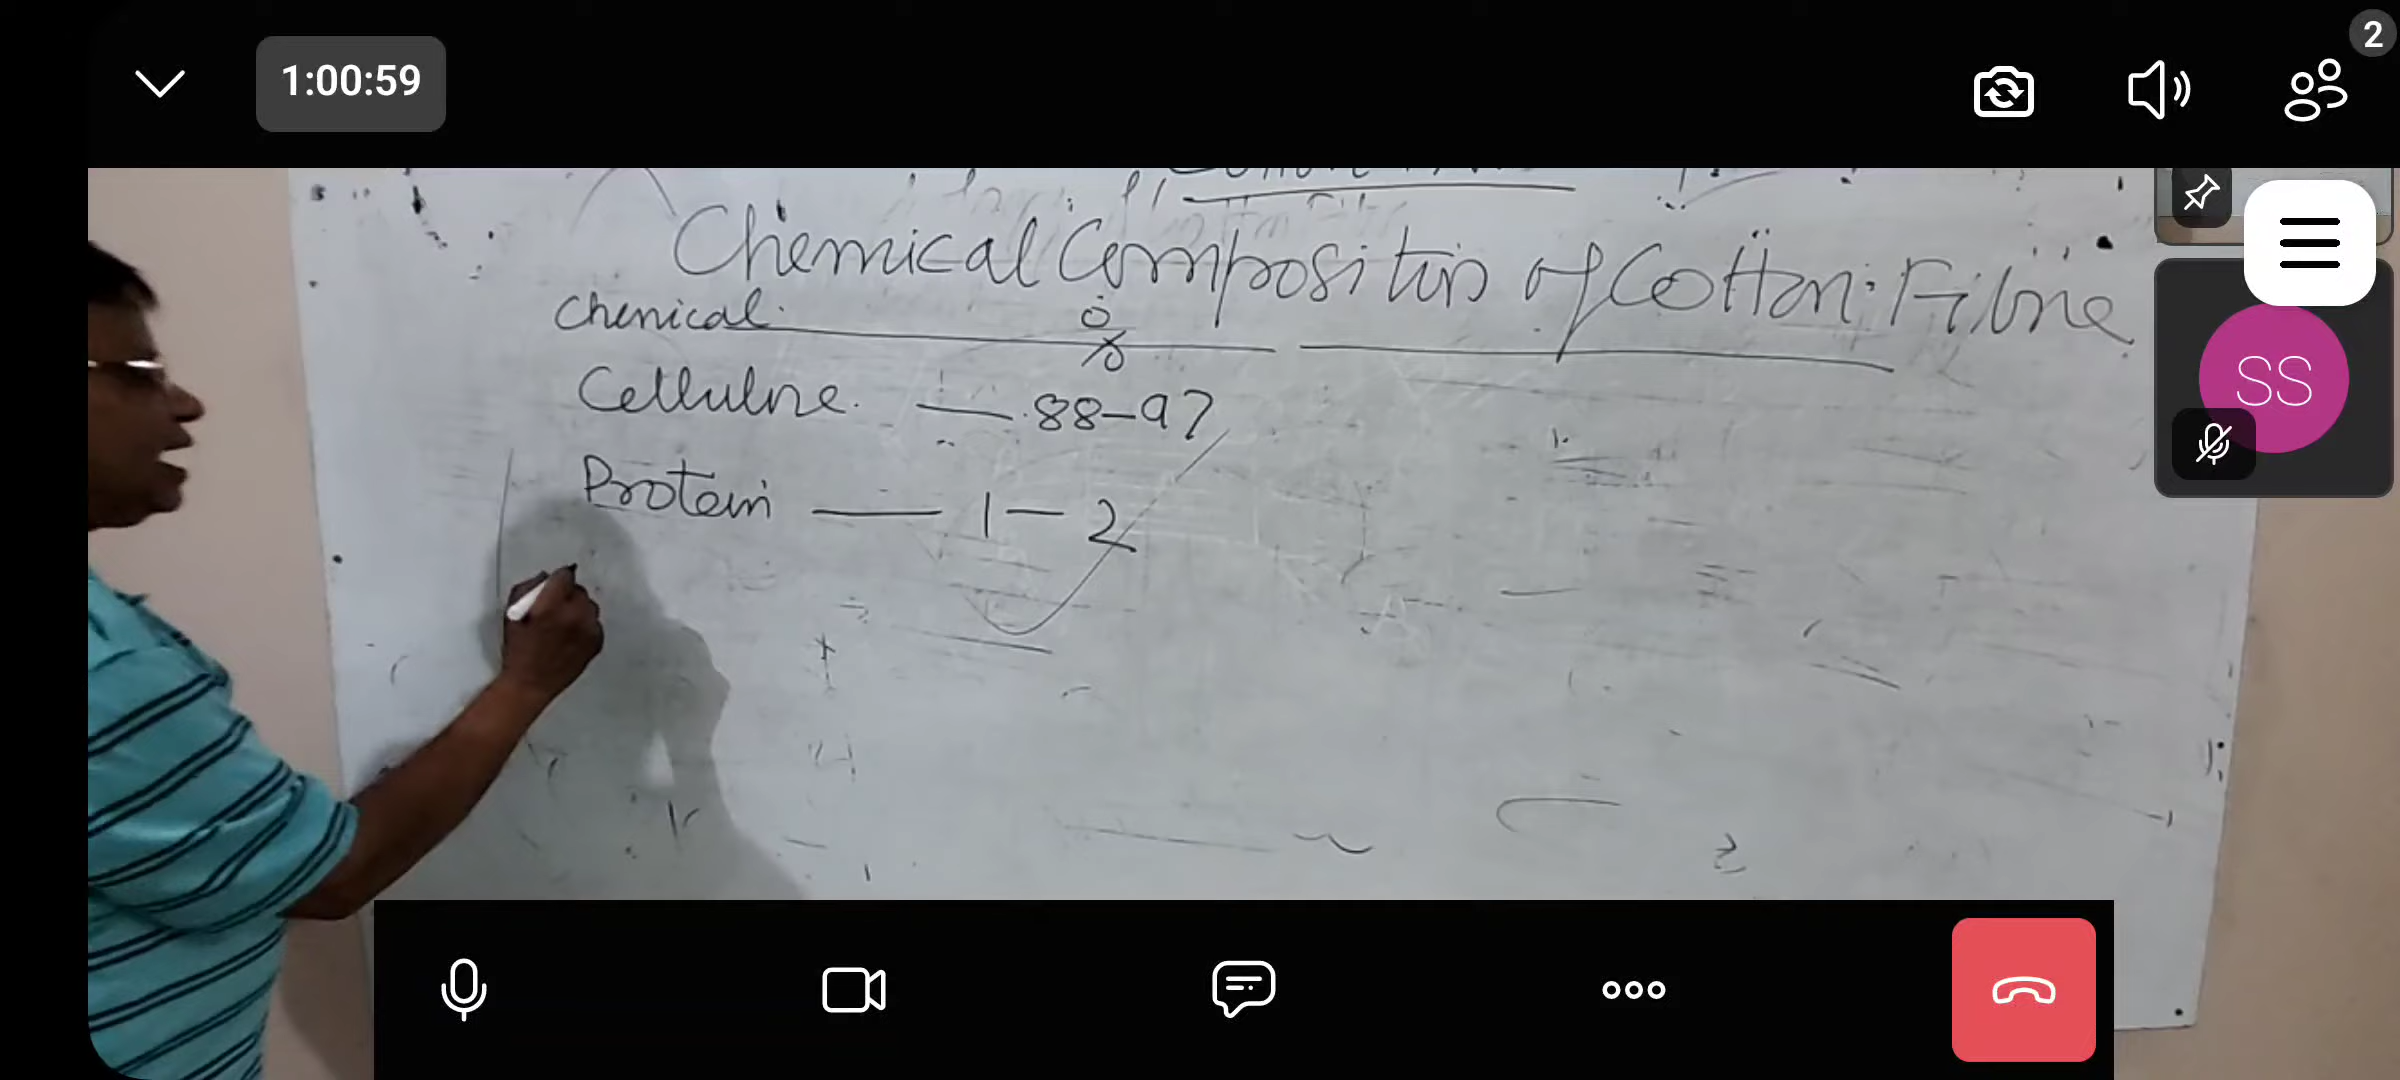 1:00:59
2
Chemical Composition of Cotton Fibre
Chemical %
Cellulose — 88-97
Protein — 1-2
SS